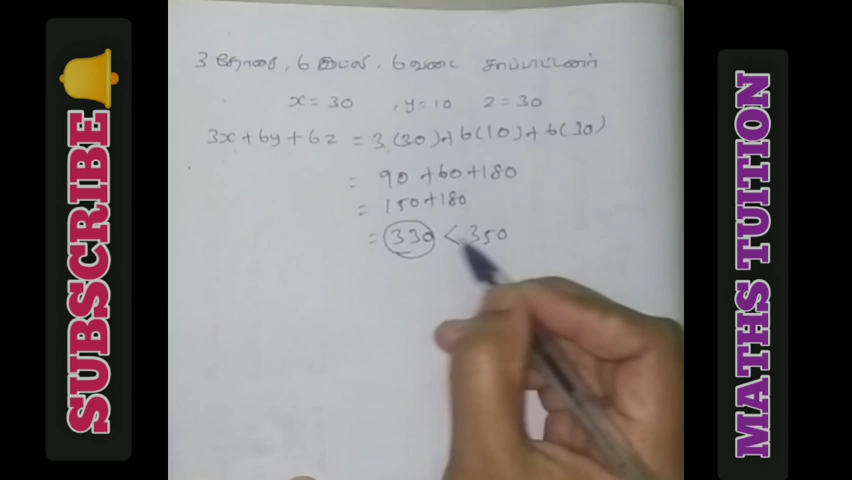 SUBSCRIBE
3 தோசை, 6 இட்லி, 6 வடை சாப்பிட்டனர்
x = 30 , y = 10 z = 30
3x + 6y + 6z = 3(30) + 6(10) + 6(30)
= 90 + 60 + 180
= 150 + 180
= 330 < 350
MATHS TUITION